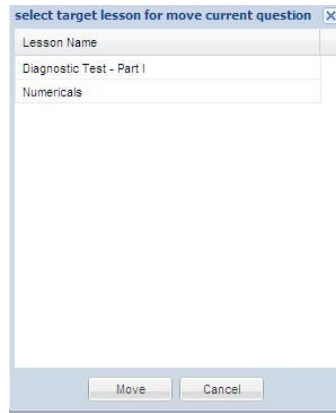 select target lesson for move current question
Lesson Name
Diagnostic Test - Part I
Numericals
Move Cancel